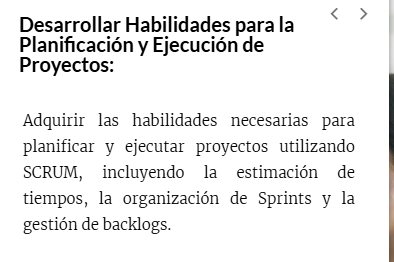 Desarrollar Habilidades para la
Planificación y Ejecución de
Proyectos:
Adquirir las habilidades necesarias para
planificar y ejecutar proyectos utilizando
SCRUM, incluyendo la estimación de
tiempos, la organización de Sprints y la
gestión de backlogs.